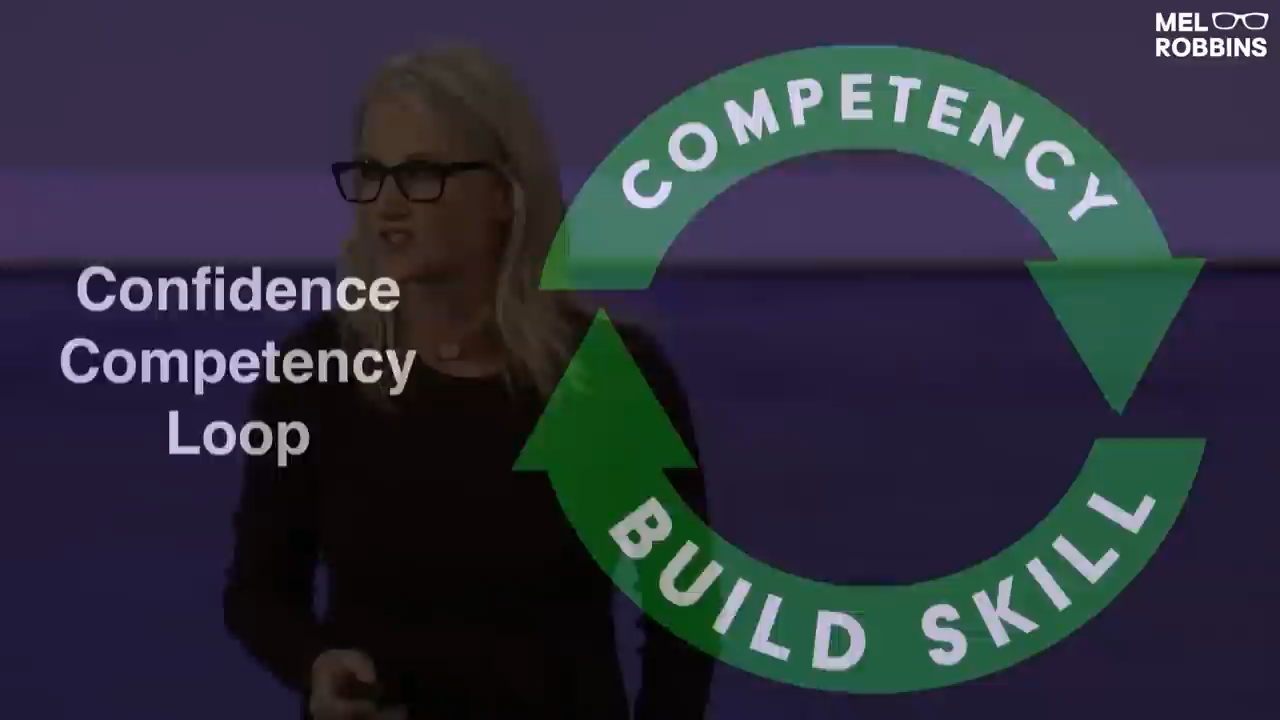 MEL
ROBBINS
COMPETENCY
Confidence
Competency
Loop
BUILD SKILL